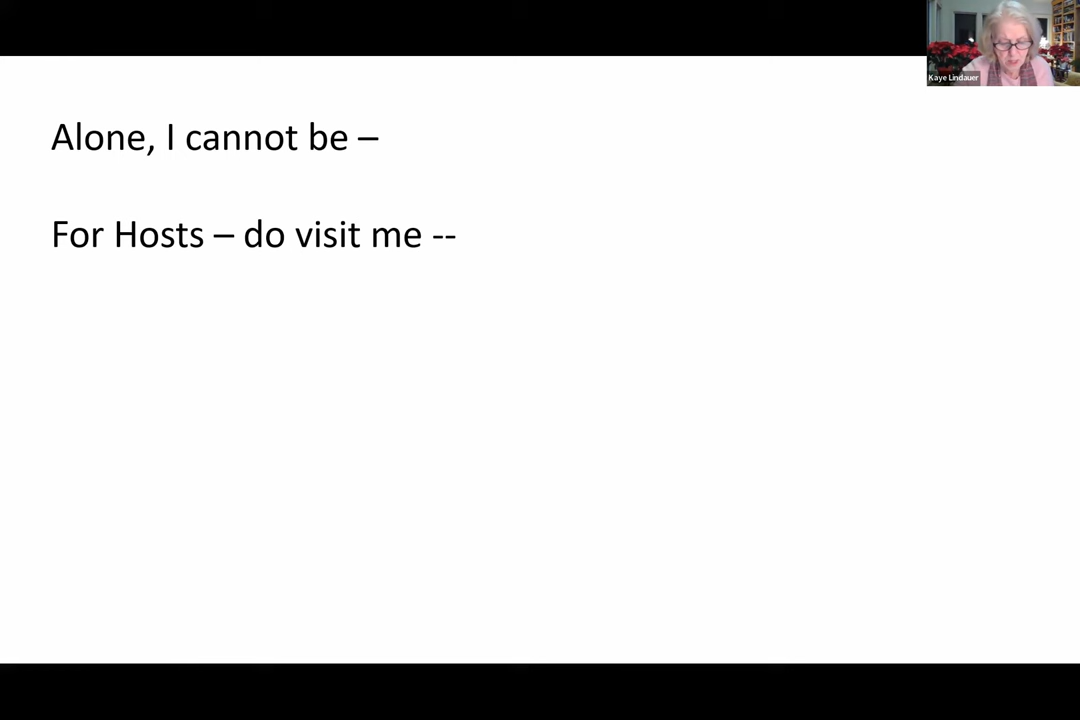 Kaye Lindauer
Alone, I cannot be –
For Hosts – do visit me --